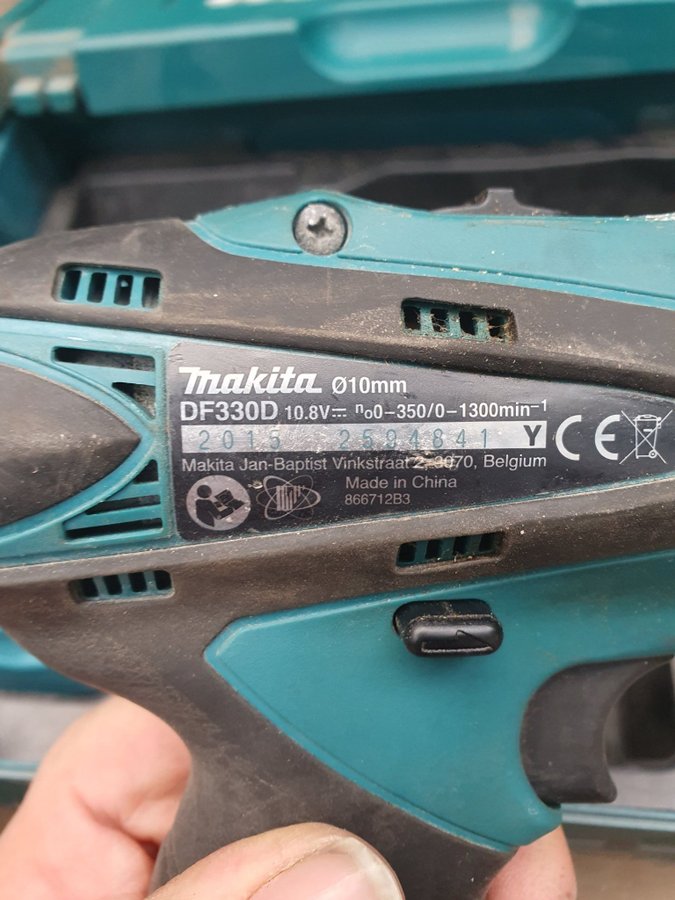 makita Ø10mm
DF330D 10.8V⎓ n₀0-350/0-1300min⁻¹
2015 2594841 Y CE
Makita Jan-Baptist Vinkstraat 2, 3070, Belgium
Made in China
866712B3